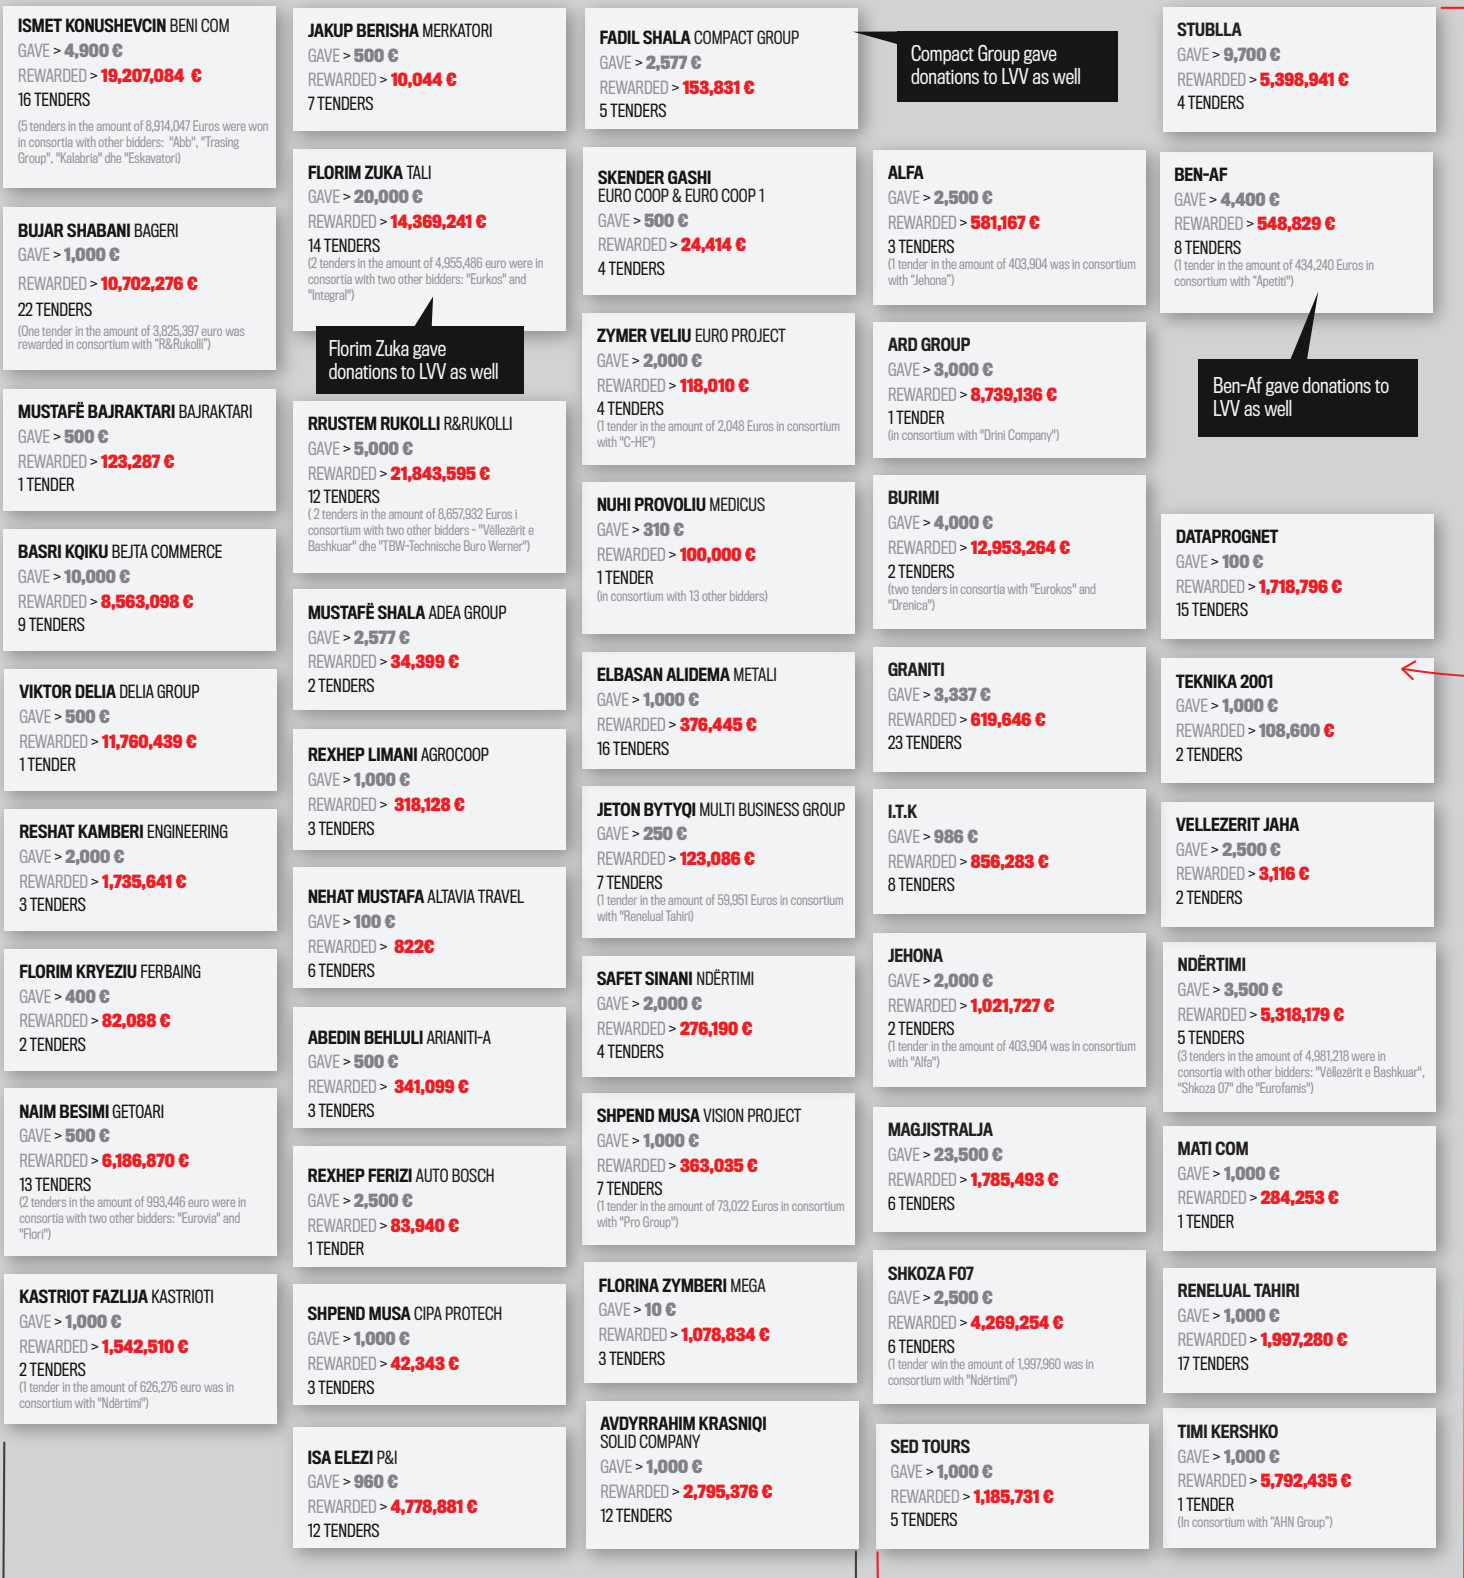 ISMET KONUSHEVCIN BENI COM
GAVE > 4,900 €
REWARDED > 19,207,084 €
16 TENDERS
(5 tenders in the amount of 8,914,047 Euros were won
in consortia with other bidders: "Abb", "Trasing
Group", "Kalabria" dhe "Eskavatori)
BUJAR SHABANI BAGERI
GAVE > 1,000 €
REWARDED > 10,702,276 €
22 TENDERS
(One tender in the amount of 3,825,397 euro was
rewarded in consortium with “R&Rukolli”)
MUSTAFË BAJRAKTARI BAJRAKTARI
GAVE > 500 €
REWARDED > 123,287 €
1 TENDER
BASRI KQIKU BEJTA COMMERCE
GAVE > 10,000 €
REWARDED > 8,563,098 €
9 TENDERS
VIKTOR DELIA DELIA GROUP
GAVE > 500 €
REWARDED > 11,760,439 €
1 TENDER
RESHAT KAMBERI ENGINEERING
GAVE > 2,000 €
REWARDED > 1,735,641 €
3 TENDERS
FLORIM KRYEZIU FERBAING
GAVE > 400 €
REWARDED > 82,088 €
2 TENDERS
NAIM BESIMI GETOARI
GAVE > 500 €
REWARDED > 6,186,870 €
13 TENDERS
(2 tenders in the amount of 993,446 euro were in
consortia with two other bidders: "Eurovia" and
"Flori")
KASTRIOT FAZLIJA KASTRIOTI
GAVE > 1,000 €
REWARDED > 1,542,510 €
2 TENDERS
(1 tender in the amount of 626,276 euro was in
consortium with "Ndërtimi")
JAKUP BERISHA MERKATORI
GAVE > 500 €
REWARDED > 10,044 €
7 TENDERS
FLORIM ZUKA TALI
GAVE > 20,000 €
REWARDED > 14,369,241 €
14 TENDERS
(2 tenders in the amount of 4,955,486 euro were in
consortia with two other bidders: "Eurkos" and
"Integral")
Florim Zuka gave
donations to LVV as well
RRUSTEM RUKOLLI R&RUKOLLI
GAVE > 5,000 €
REWARDED > 21,843,595 €
12 TENDERS
( 2 tenders in the amount of 8,657,932 Euros i
consortium with two other bidders - "Vëllezërit e
Bashkuar" dhe "TBW-Technische Buro Werner")
MUSTAFË SHALA ADEA GROUP
GAVE > 2,577 €
REWARDED > 34,399 €
2 TENDERS
REXHEP LIMANI AGROCOOP
GAVE > 1,000 €
REWARDED > 318,128 €
3 TENDERS
NEHAT MUSTAFA ALTAVIA TRAVEL
GAVE > 100 €
REWARDED > 822€
6 TENDERS
ABEDIN BEHLULI ARIANITI-A
GAVE > 500 €
REWARDED > 341,099 €
3 TENDERS
REXHEP FERIZI AUTO BOSCH
GAVE > 2,500 €
REWARDED > 83,940 €
1 TENDER
SHPEND MUSA CIPA PROTECH
GAVE > 1,000 €
REWARDED > 42,343 €
3 TENDERS
ISA ELEZI P&I
GAVE > 960 €
REWARDED > 4,778,881 €
12 TENDERS
FADIL SHALA COMPACT GROUP
GAVE > 2,577 €
REWARDED > 153,831 €
5 TENDERS
Compact Group gave
donations to LVV as well
SKENDER GASHI
EURO COOP & EURO COOP 1
GAVE > 500 €
REWARDED > 24,414 €
4 TENDERS
ZYMER VELIU EURO PROJECT
GAVE > 2,000 €
REWARDED > 118,010 €
4 TENDERS
(1 tender in the amount of 2,048 Euros in consortium
with "C-HE")
NUHI PROVOLIU MEDICUS
GAVE > 310 €
REWARDED > 100,000 €
1 TENDER
(in consortium with 13 other bidders)
ELBASAN ALIDEMA METALI
GAVE > 1,000 €
REWARDED > 376,445 €
16 TENDERS
JETON BYTYQI MULTI BUSINESS GROUP
GAVE > 250 €
REWARDED > 123,086 €
7 TENDERS
(1 tender in the amount of 59,951 Euros in consortium
with "Renelual Tahiri)
SAFET SINANI NDËRTIMI
GAVE > 2,000 €
REWARDED > 276,190 €
4 TENDERS
SHPEND MUSA VISION PROJECT
GAVE > 1,000 €
REWARDED > 363,035 €
7 TENDERS
(1 tender in the amount of 73,022 Euros in consortium
with "Pro Group")
FLORINA ZYMBERI MEGA
GAVE > 10 €
REWARDED > 1,078,834 €
3 TENDERS
AVDYRRAHIM KRASNIQI
SOLID COMPANY
GAVE > 1,000 €
REWARDED > 2,795,376 €
12 TENDERS
ALFA
GAVE > 2,500 €
REWARDED > 581,167 €
3 TENDERS
(1 tender in the amount of 403,904 was in consortium
with “Jehona”)
ARD GROUP
GAVE > 3,000 €
REWARDED > 8,739,136 €
1 TENDER
(in consortium with "Drini Company")
BURIMI
GAVE > 4,000 €
REWARDED > 12,953,264 €
2 TENDERS
(two tenders in consortia with "Eurokos" and
"Drenica")
GRANITI
GAVE > 3,337 €
REWARDED > 619,646 €
23 TENDERS
I.T.K
GAVE > 986 €
REWARDED > 856,283 €
8 TENDERS
JEHONA
GAVE > 2,000 €
REWARDED > 1,021,727 €
2 TENDERS
(1 tender in the amount of 403,904 was in consortium
with "Alfa")
MAGJISTRALJA
GAVE > 23,500 €
REWARDED > 1,785,493 €
6 TENDERS
SHKOZA F07
GAVE > 2,500 €
REWARDED > 4,269,254 €
6 TENDERS
(1 tender win the amount of 1,997,960 was in
consortium with "Ndërtimi")
SED TOURS
GAVE > 1,000 €
REWARDED > 1,185,731 €
5 TENDERS
STUBLLA
GAVE > 9,700 €
REWARDED > 5,398,941 €
4 TENDERS
BEN-AF
GAVE > 4,400 €
REWARDED > 548,829 €
8 TENDERS
(1 tender in the amount of 434,240 Euros in
consortium with “Apetiti")
Ben-Af gave donations to
LVV as well
DATAPROGNET
GAVE > 100 €
REWARDED > 1,718,796 €
15 TENDERS
TEKNIKA 2001
GAVE > 1,000 €
REWARDED > 108,600 €
2 TENDERS
VELLEZERIT JAHA
GAVE > 2,500 €
REWARDED > 3,116 €
2 TENDERS
NDËRTIMI
GAVE > 3,500 €
REWARDED > 5,318,179 €
5 TENDERS
(3 tenders in the amount of 4,981,218 were in
consortia with other bidders: "Vëllezërit e Bashkuar",
"Shkoza 07" dhe "Eurofamis")
MATI COM
GAVE > 1,000 €
REWARDED > 284,253 €
1 TENDER
RENELUAL TAHIRI
GAVE > 1,000 €
REWARDED > 1,997,280 €
17 TENDERS
TIMI KERSHKO
GAVE > 1,000 €
REWARDED > 5,792,435 €
1 TENDER
(In consortium with “AHN Group”)